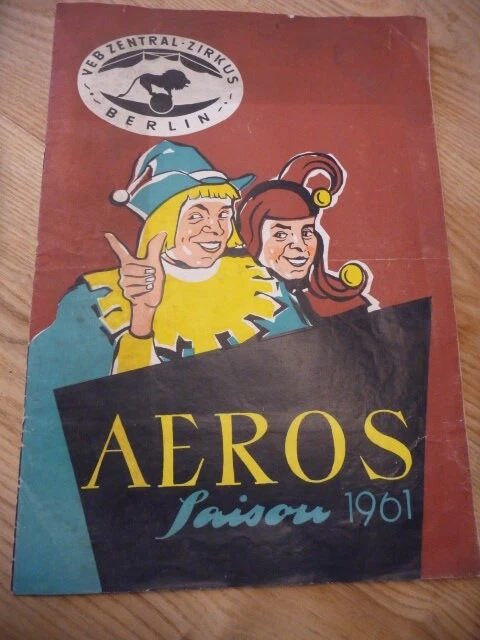 VEB ZENTRAL-ZIRKUS
BERLIN
AEROS
Saison 1961